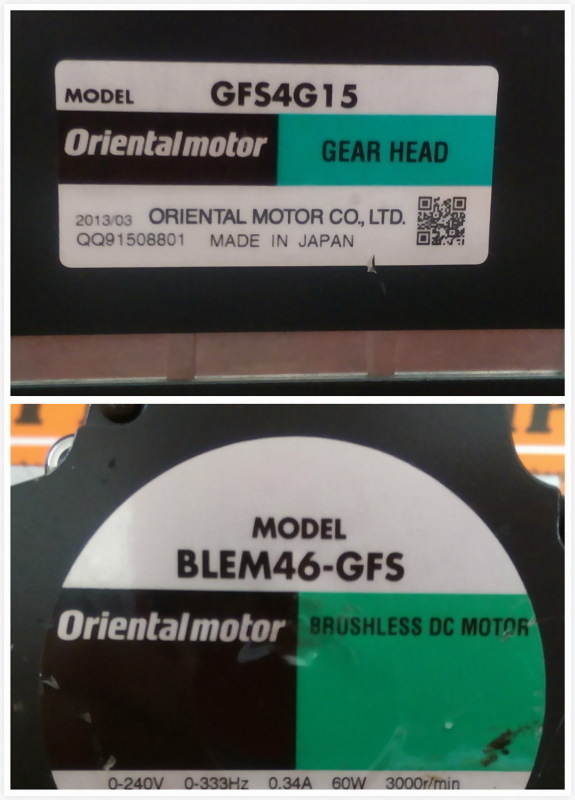 MODEL GFS4G15
Orientalmotor GEAR HEAD
2013/03 ORIENTAL MOTOR CO., LTD.
QQ91508801 MADE IN JAPAN
MODEL
BLEM46-GFS
Orientalmotor BRUSHLESS DC MOTOR
0-240V 0-333Hz 0.34A 60W 3000r/min